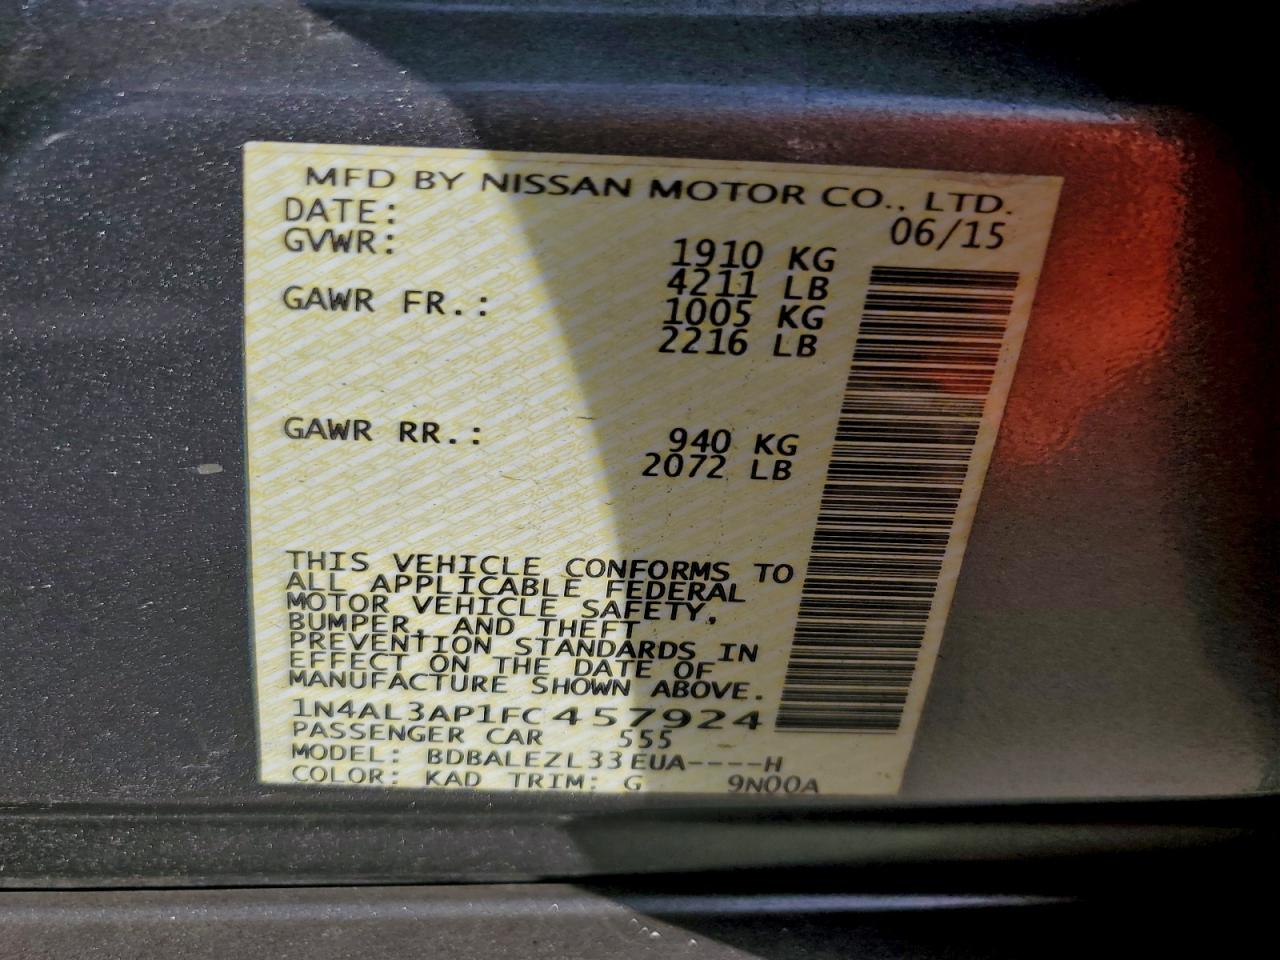 MFD BY NISSAN MOTOR CO., LTD.
DATE: 06/15
GVWR: 1910 KG
4211 LB
GAWR FR.: 1005 KG
2216 LB
GAWR RR.: 940 KG
2072 LB
THIS VEHICLE CONFORMS TO
ALL APPLICABLE FEDERAL
MOTOR VEHICLE SAFETY,
BUMPER, AND THEFT
PREVENTION STANDARDS IN
EFFECT ON THE DATE OF
MANUFACTURE SHOWN ABOVE.
1N4AL3AP1FC457924
PASSENGER CAR 555
MODEL: BDBALEZL33EUA----H
COLOR: KAD TRIM: G 9N00A